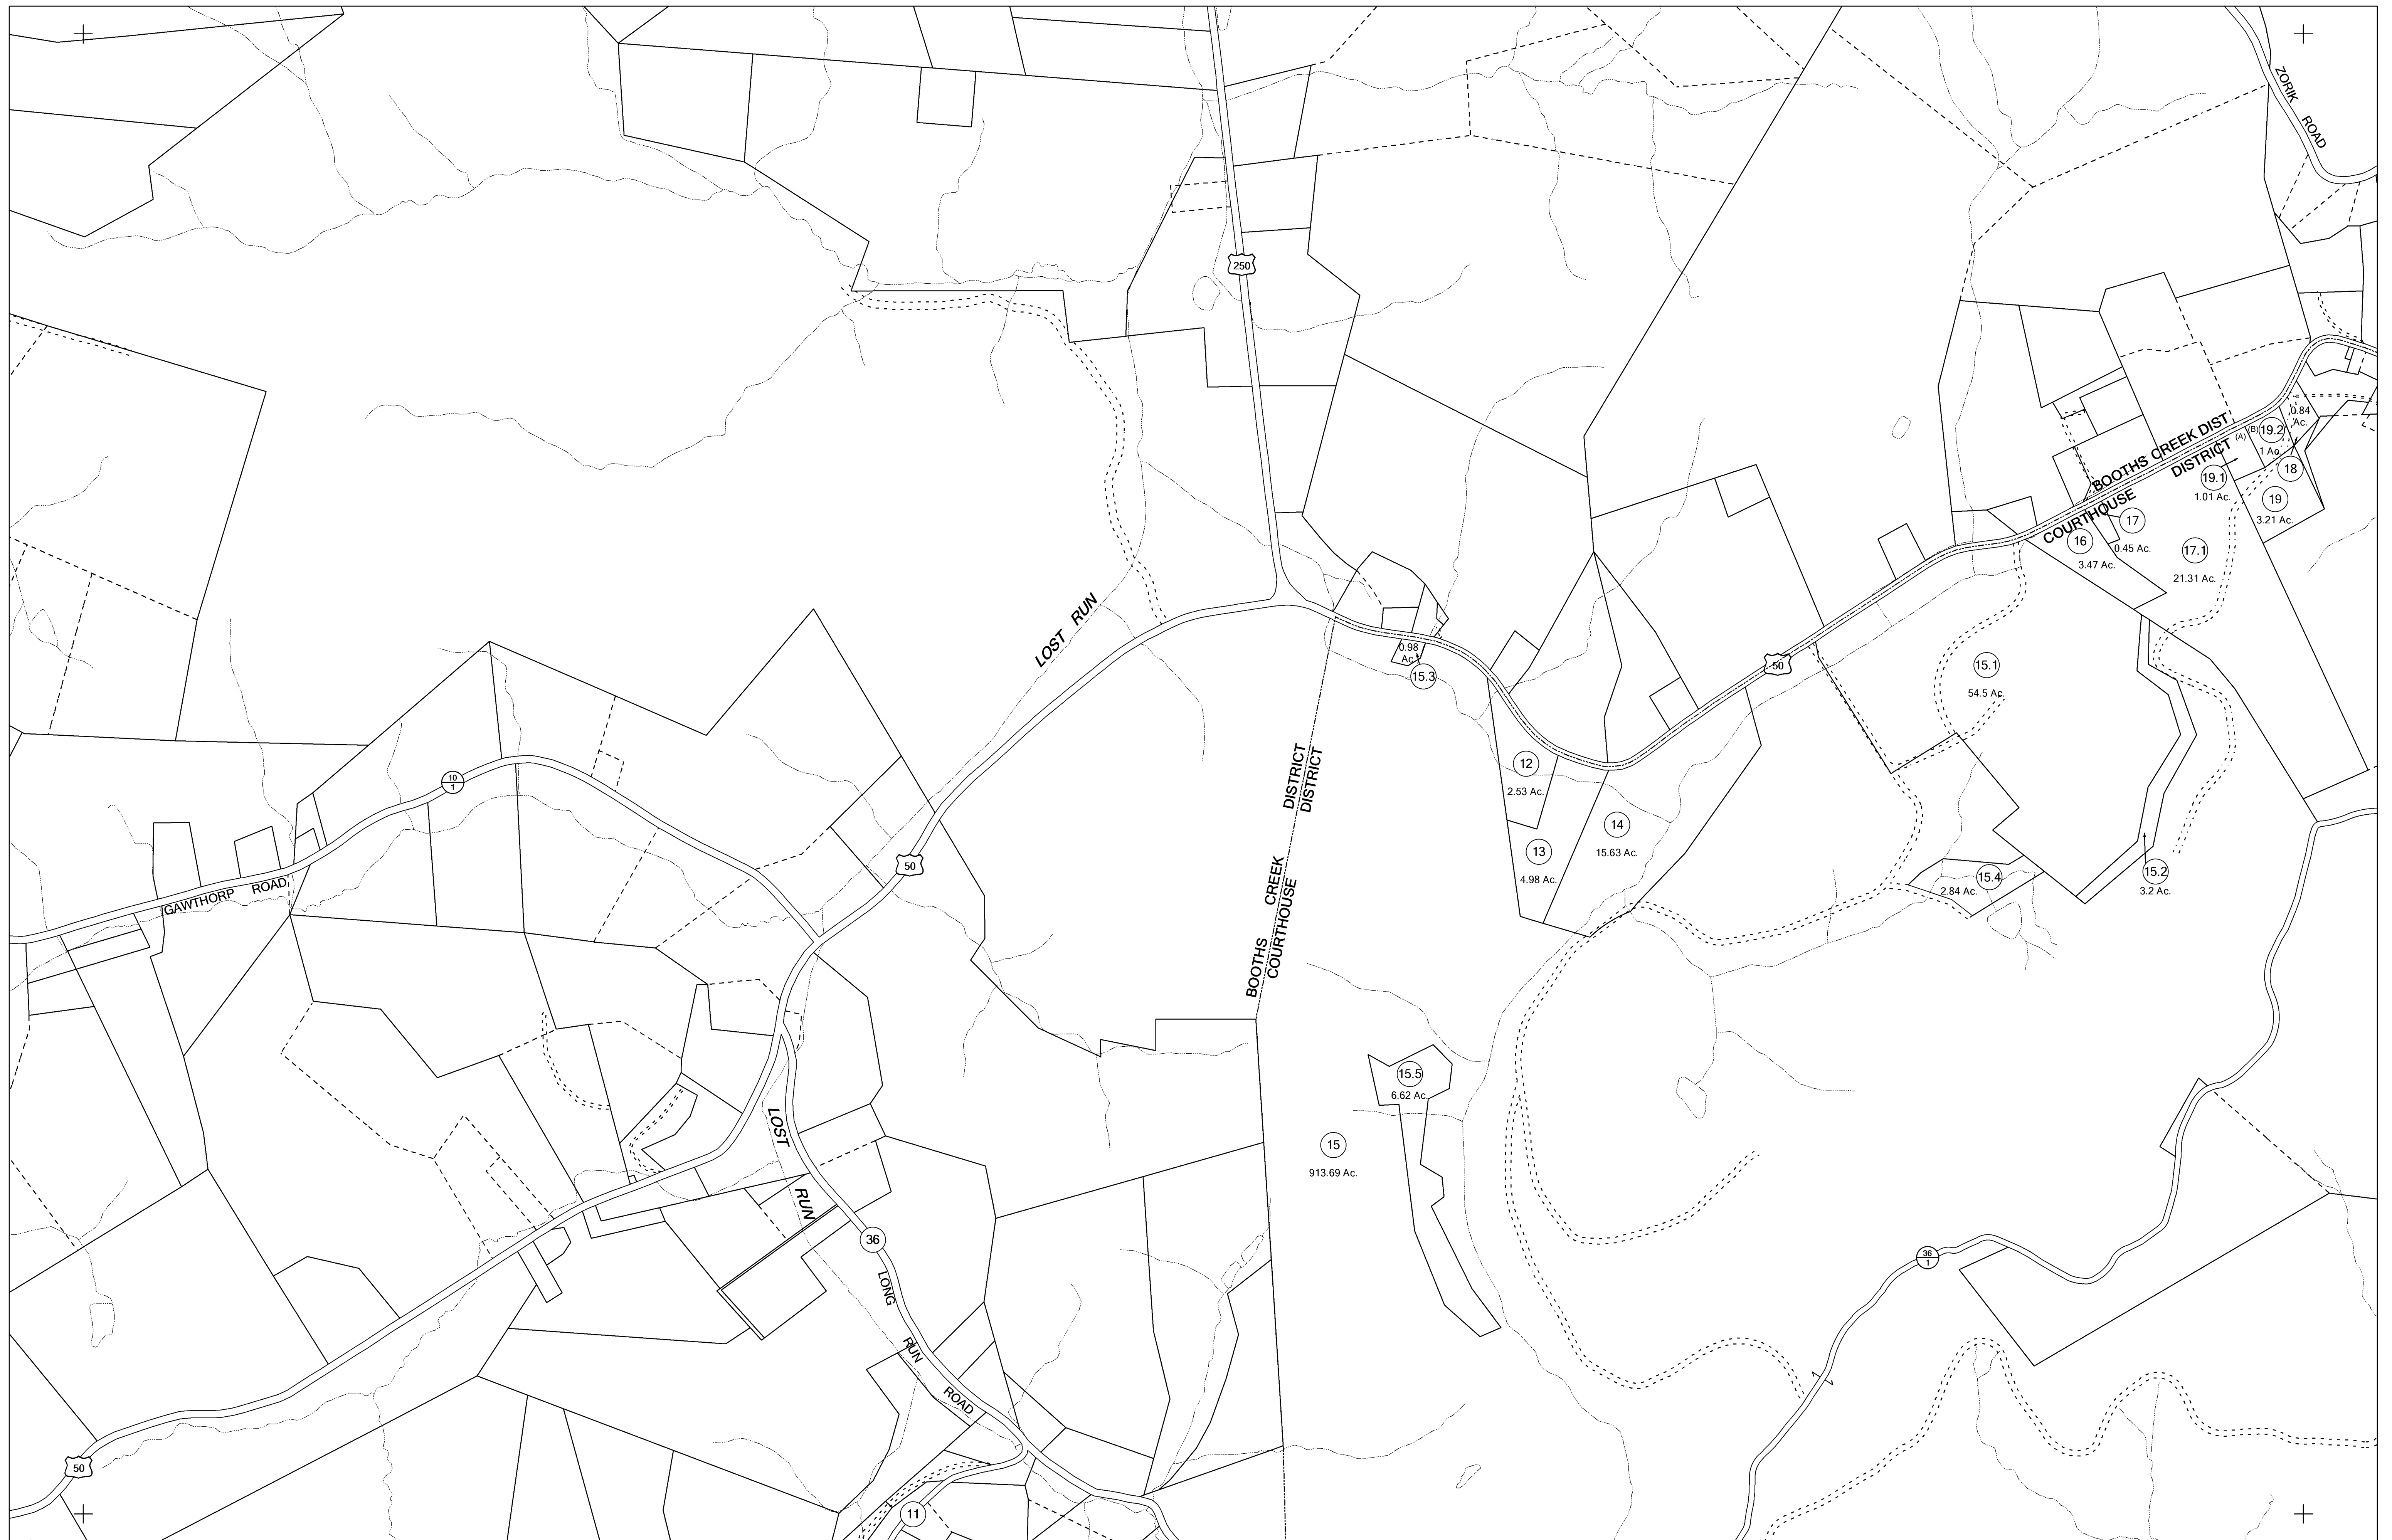 ZORIK
ROAD
250
BOOTHS CREEK DIST
COURTHOUSE DISTRICT
(A)
(B)
19.2
1 Ac.
0.84
Ac.
18
19.1
1.01 Ac.
19
3.21 Ac.
17
0.45 Ac.
16
3.47 Ac.
17.1
21.31 Ac.
LOST RUN
0.98
Ac.
15.3
50
15.1
54.5 Ac.
12
2.53 Ac.
13
4.98 Ac.
14
15.63 Ac.
15.4
2.84 Ac.
15.2
3.2 Ac.
BOOTHS CREEK DISTRICT
COURTHOUSE DISTRICT
10
1
50
GAWTHORP ROAD
15.5
6.62 Ac.
15
913.69 Ac.
LOST
RUN
36
LONG
RUN
ROAD
36
1
50
11